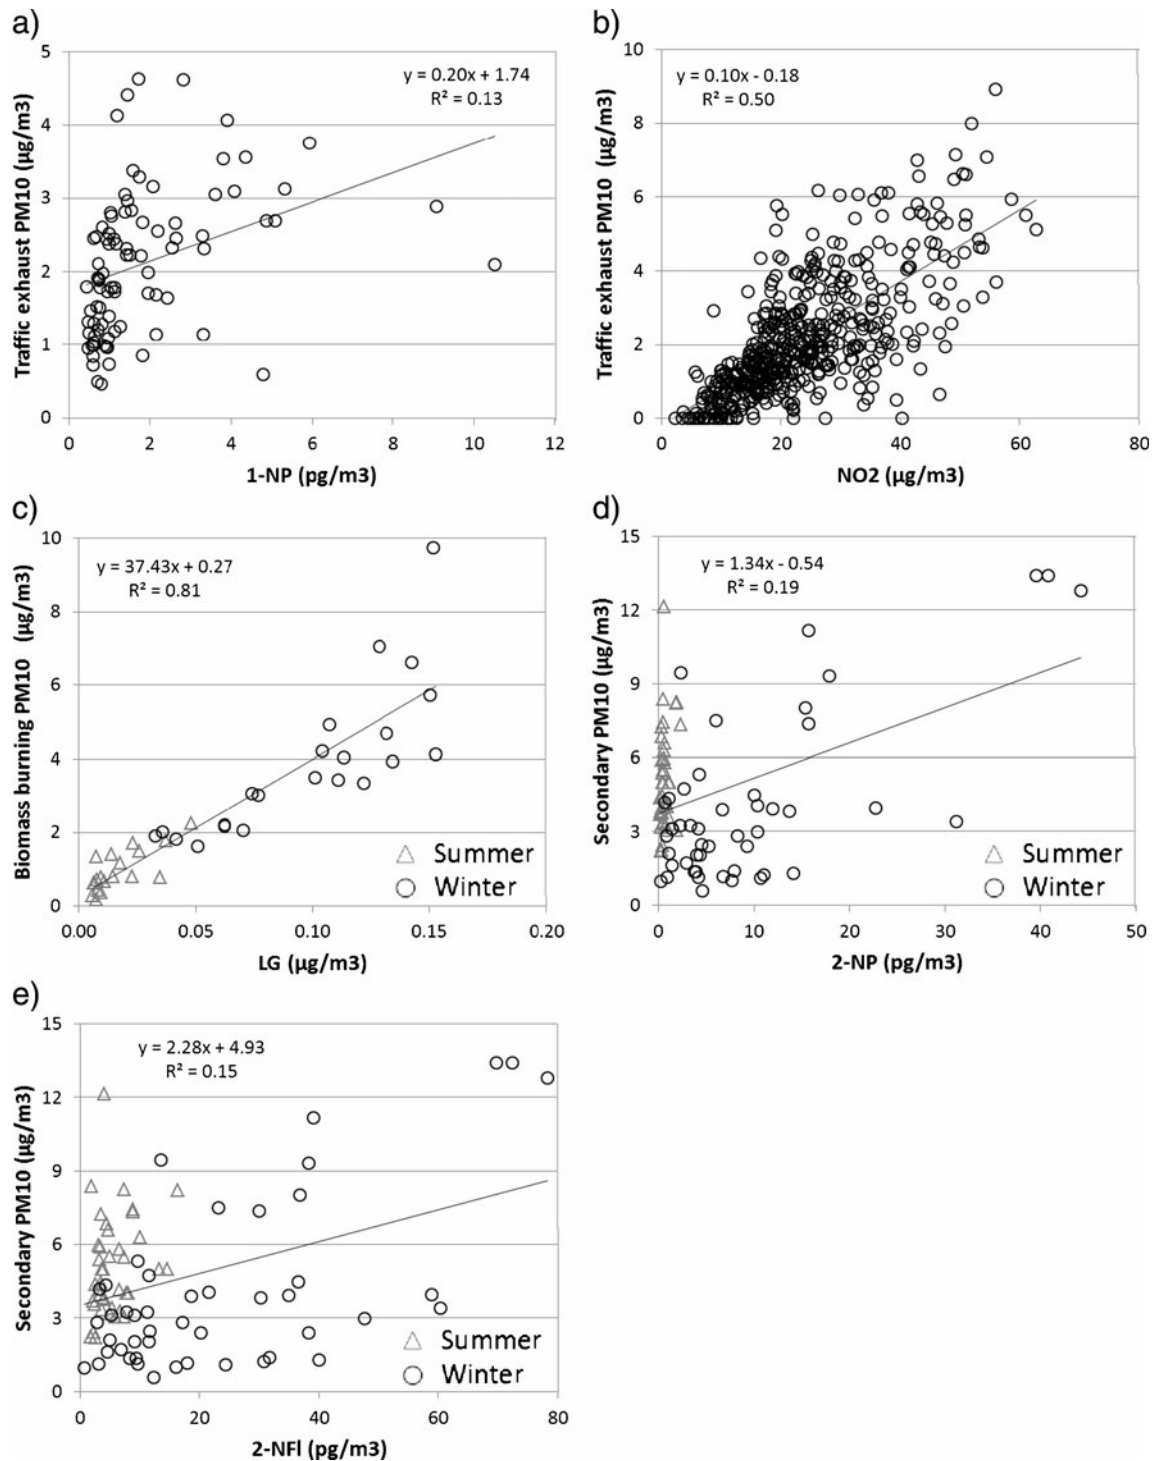 a)
y = 0.20x + 1.74
R² = 0.13
Traffic exhaust PM10 (µg/m3)
5
4
3
2
1
0
0 2 4 6 8 10 12
1-NP (pg/m3)
b)
y = 0.10x - 0.18
R² = 0.50
Traffic exhaust PM10 (µg/m3)
10
8
6
4
2
0
0 20 40 60 80
NO2 (µg/m3)
c)
y = 37.43x + 0.27
R² = 0.81
Biomass burning PM10 (µg/m3)
10
8
6
4
2
0
Summer
Winter
0.00 0.05 0.10 0.15 0.20
LG (µg/m3)
d)
y = 1.34x - 0.54
R² = 0.19
Secondary PM10 (µg/m3)
15
12
9
6
3
0
Summer
Winter
0 10 20 30 40 50
2-NP (pg/m3)
e)
y = 2.28x + 4.93
R² = 0.15
Secondary PM10 (µg/m3)
15
12
9
6
3
0
Summer
Winter
0 20 40 60 80
2-NFl (pg/m3)